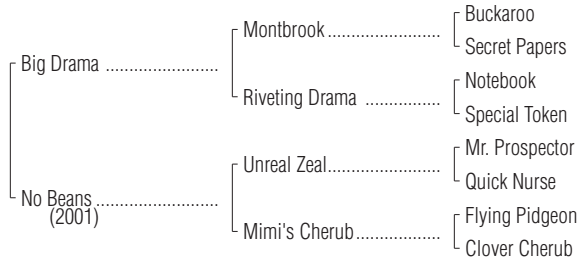 Buckaroo
Montbrook
Secret Papers
Big Drama
Notebook
Riveting Drama
Special Token
Mr. Prospector
Unreal Zeal
Quick Nurse
No Beans
(2001)
Flying Pidgeon
Mimi's Cherub
Clover Cherub